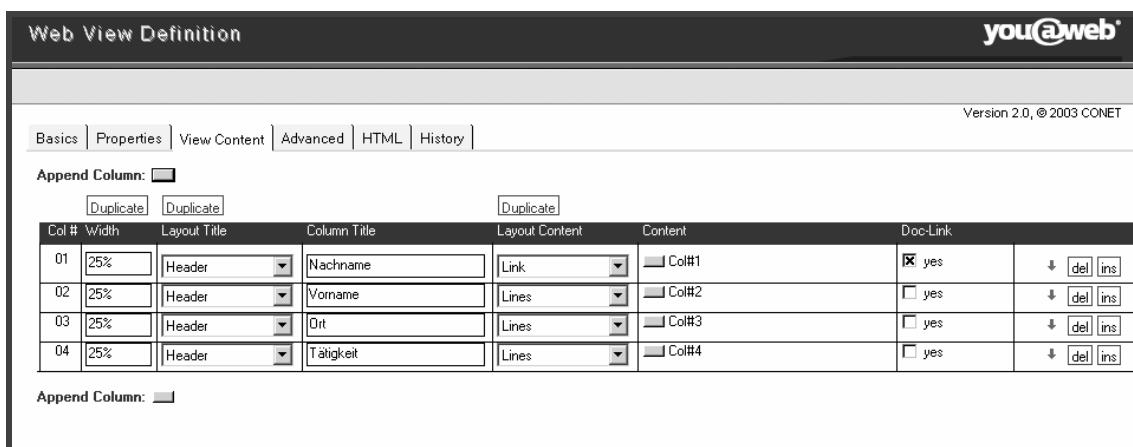 Web View Definition
you@web
Version 2.0, © 2003 CONET
Basics Properties View Content Advanced HTML History
Append Column:
Duplicate Duplicate Duplicate
Col # Width Layout Title Column Title Layout Content Content Doc-Link
01 25% Header Nachname Link Col#1 yes del ins
02 25% Header Vorname Lines Col#2 yes del ins
03 25% Header Ort Lines Col#3 yes del ins
04 25% Header Tätigkeit Lines Col#4 yes del ins
Append Column: